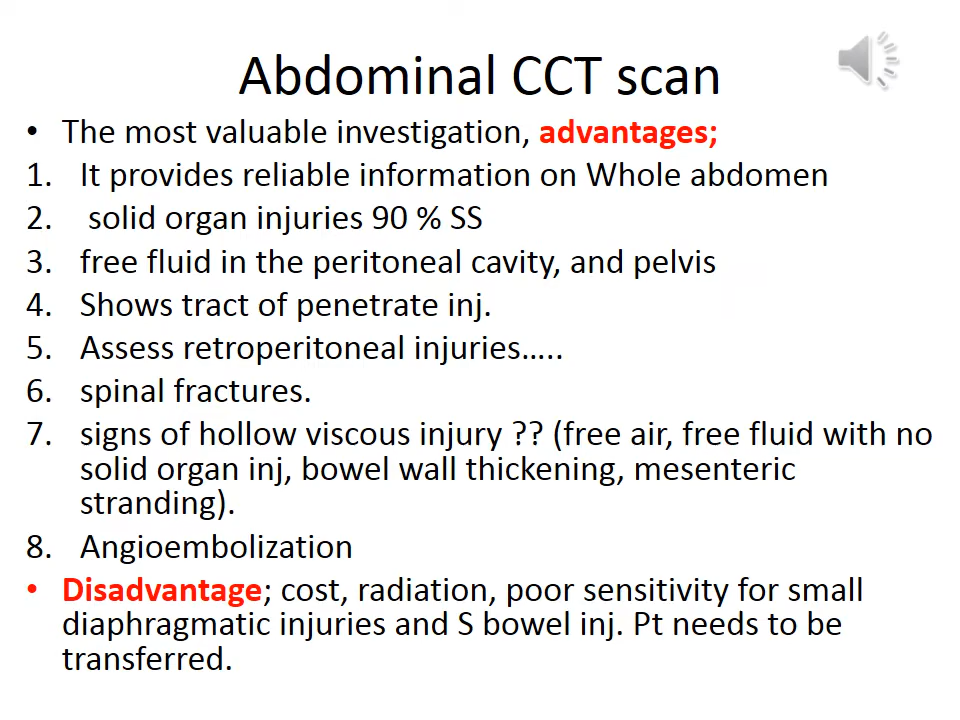 Abdominal CCT scan
• The most valuable investigation, advantages;
1. It provides reliable information on Whole abdomen
2. solid organ injuries 90 % SS
3. free fluid in the peritoneal cavity, and pelvis
4. Shows tract of penetrate inj.
5. Assess retroperitoneal injuries.....
6. spinal fractures.
7. signs of hollow viscous injury ?? (free air, free fluid with no
solid organ inj, bowel wall thickening, mesenteric
stranding).
8. Angioembolization
• Disadvantage; cost, radiation, poor sensitivity for small
diaphragmatic injuries and S bowel inj. Pt needs to be
transferred.